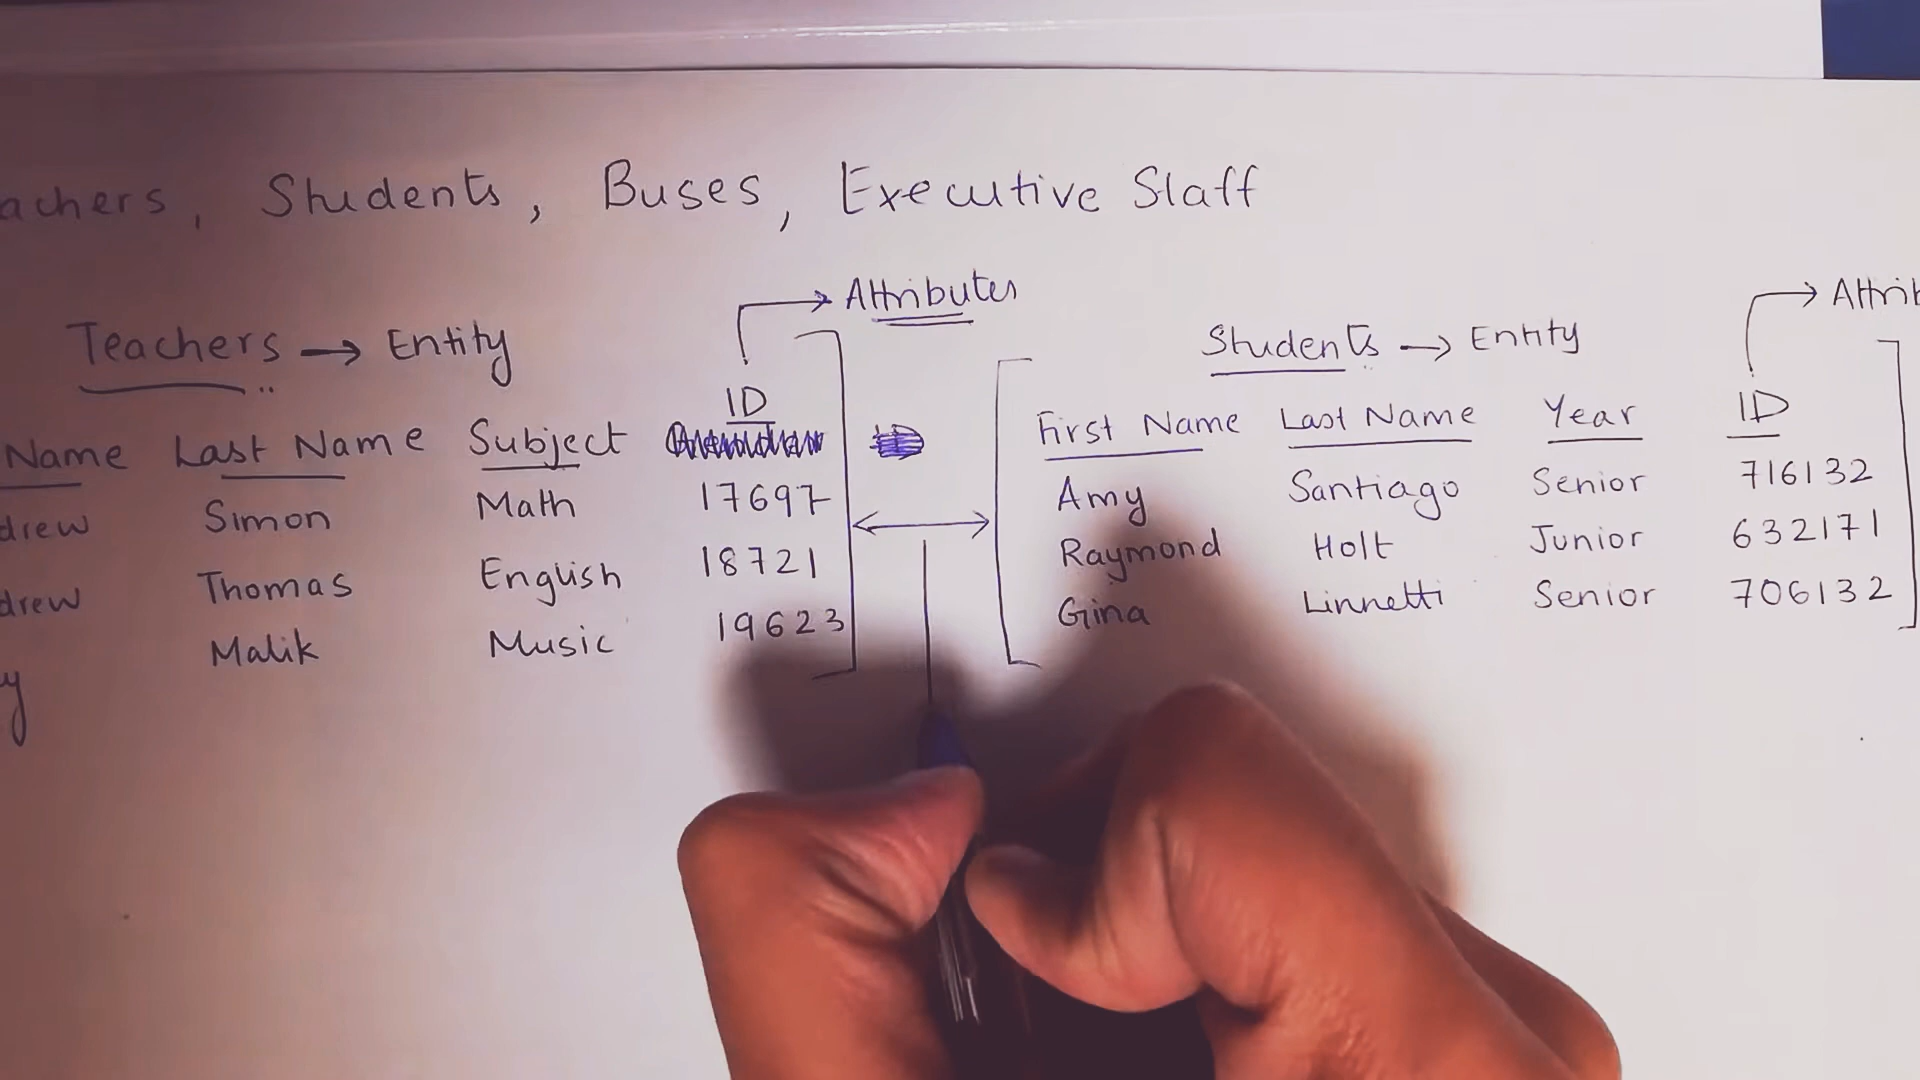 achers, Students, Buses, Executive Staff
Attributes
Attrib
Teachers → Entity
Students → Entity
ID
ID
Name Last Name Subject
First Name Last Name Year
drew Simon Math 17697
Amy Santiago Senior 716132
drew Thomas English 18721
Raymond Holt Junior 632171
y Malik Music 19623
Gina Linnetti Senior 706132